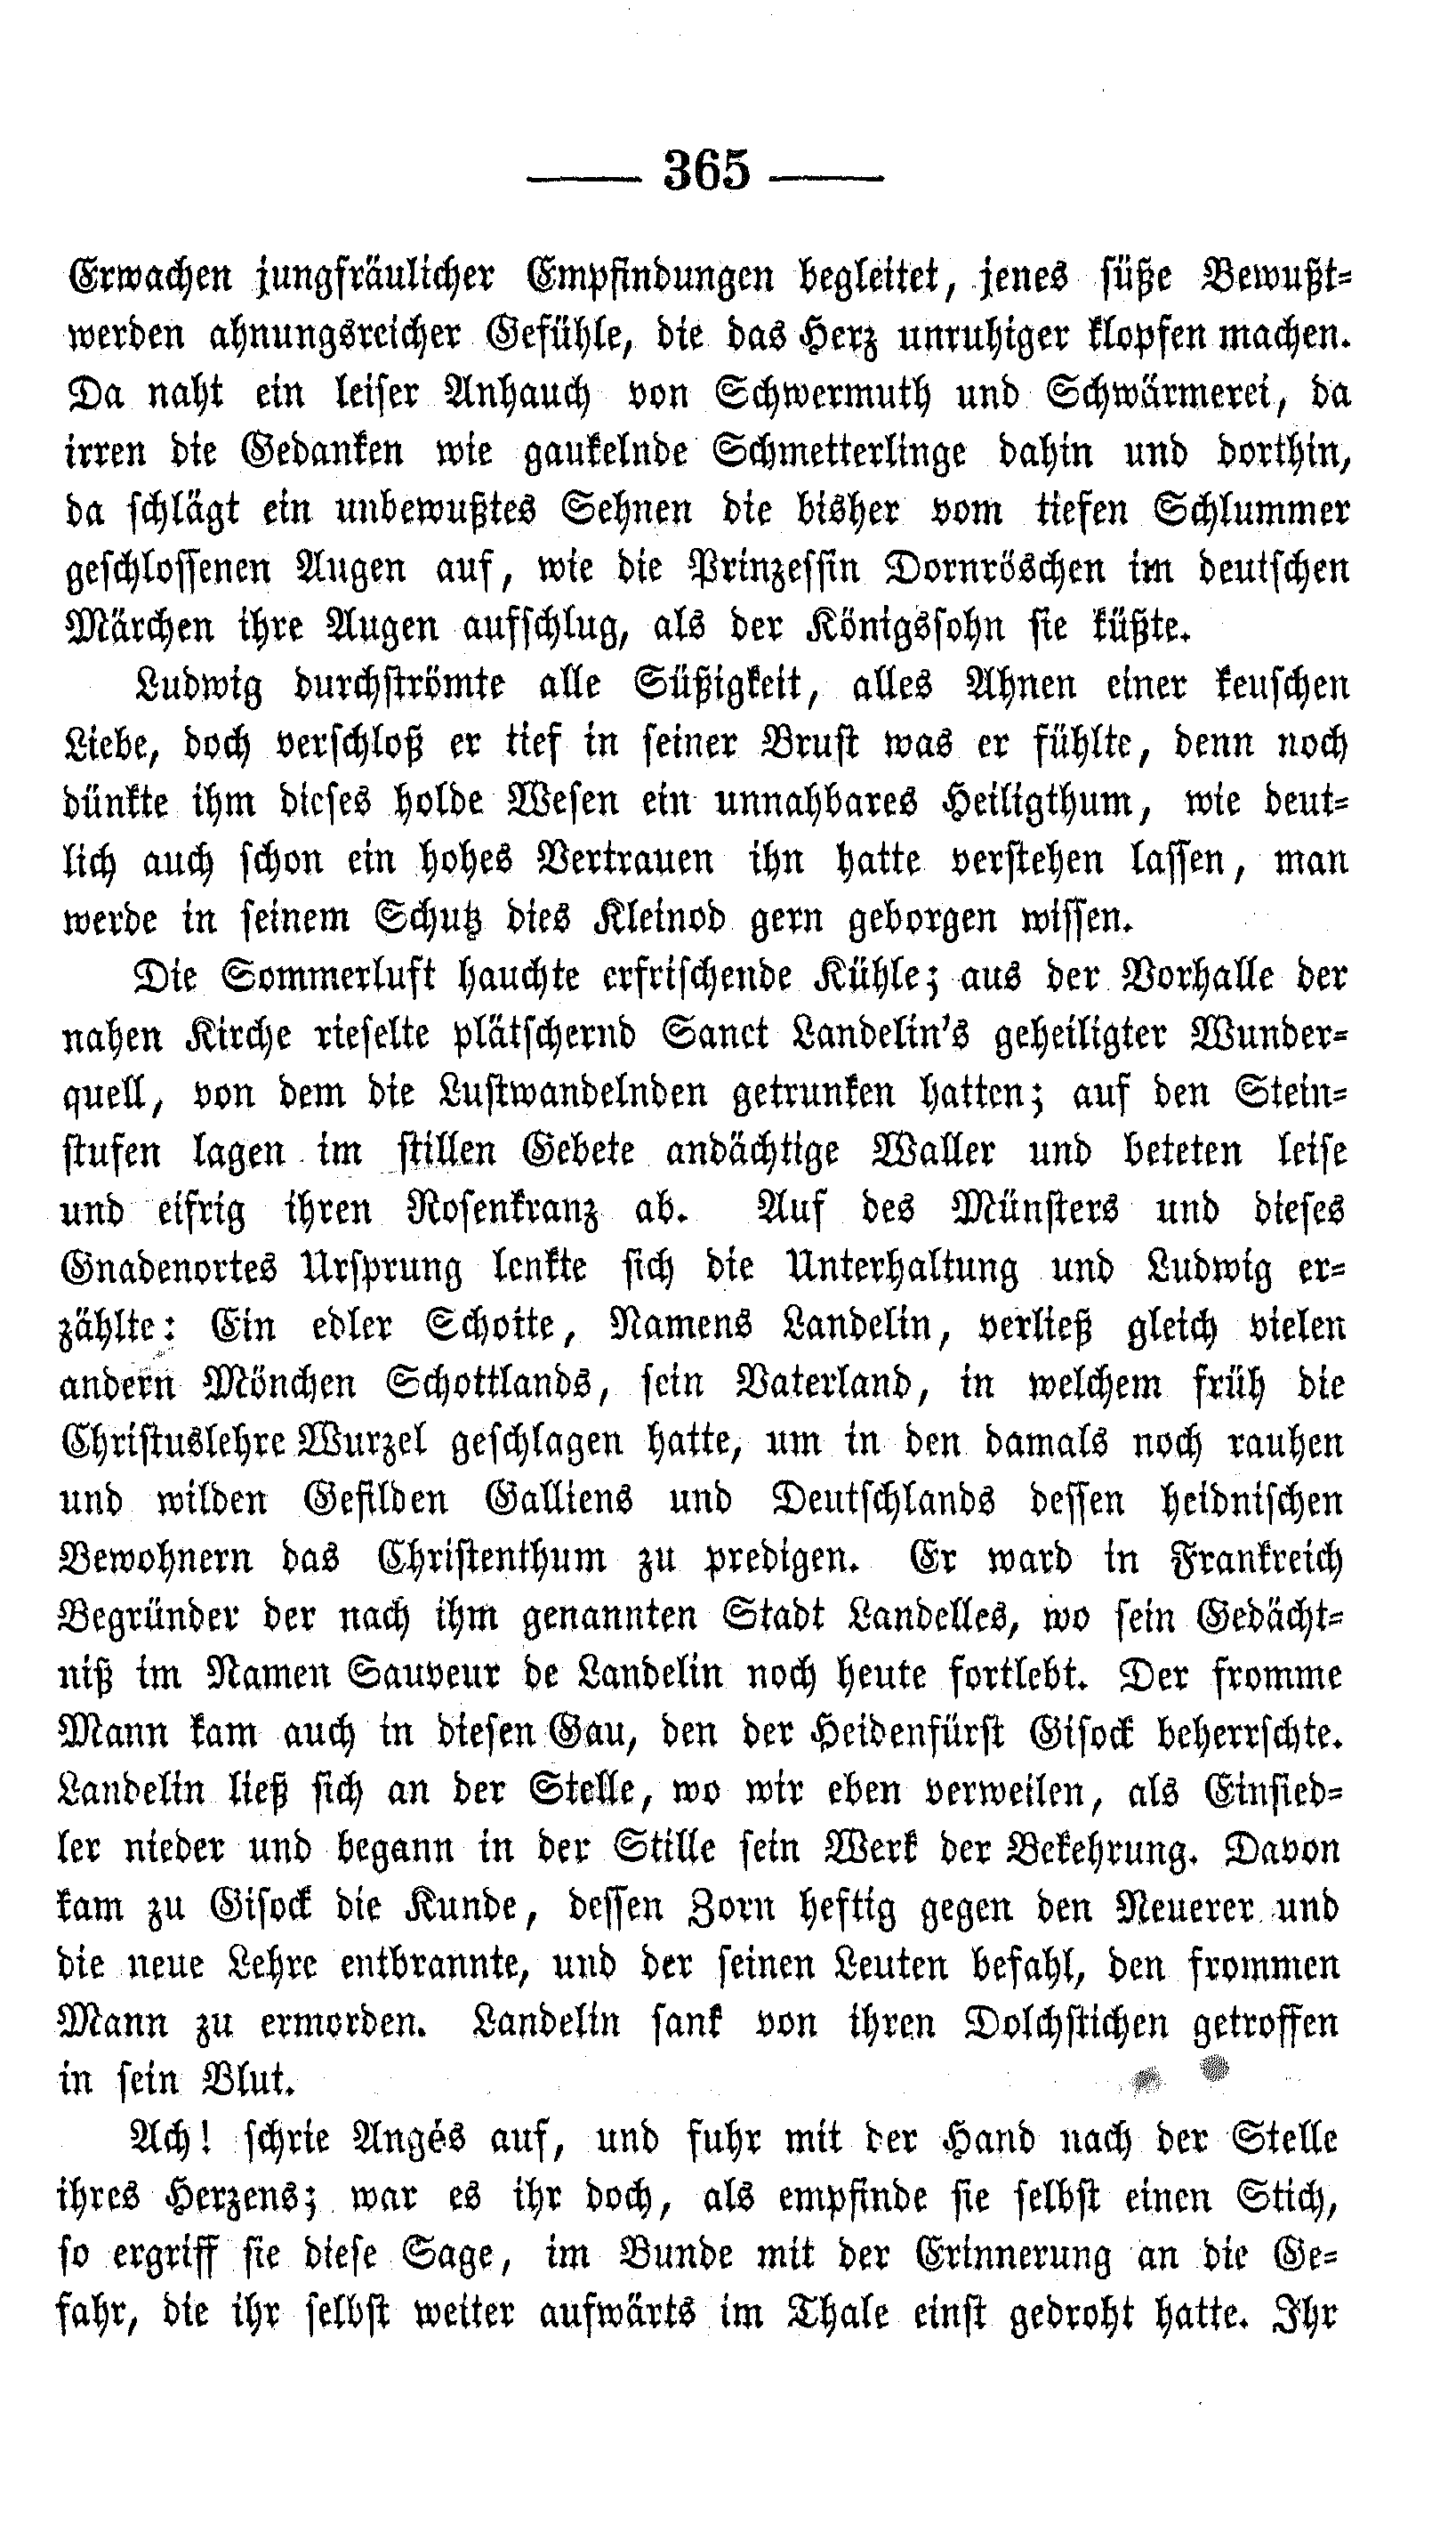 365
Erwachen jungfräulicher Empfindungen begleitet, jenes süße Bewußt-
werden ahnungsreicher Gefühle, die das Herz unruhiger klopfen machen.
Da naht ein leiser Anhauch von Schwermuth und Schwärmerei, da
irren die Gedanken wie gaukelnde Schmetterlinge dahin und dorthin,
da schlägt ein unbewußtes Sehnen die bisher vom tiefen Schlummer
geschlossenen Augen auf, wie die Prinzessin Dornröschen im deutschen
Märchen ihre Augen aufschlug, als der Königssohn sie küßte.
Ludwig durchströmte alle Süßigkeit, alles Ahnen einer keuschen
Liebe, doch verschloß er tief in seiner Brust was er fühlte, denn noch
dünkte ihm dieses holde Wesen ein unnahbares Heiligthum, wie deut-
lich auch schon ein hohes Vertrauen ihn hatte verstehen lassen, man
werde in seinem Schutz dies Kleinod gern geborgen wissen.
Die Sommerluft hauchte erfrischende Kühle; aus der Vorhalle der
nahen Kirche rieselte plätschernd Sanct Landelin's geheiligter Wunder-
quell, von dem die Lustwandelnden getrunken hatten; auf den Stein-
stufen lagen im stillen Gebete andächtige Waller und beteten leise
und eifrig ihren Rosenkranz ab. Auf des Münsters und dieses
Gnadenortes Ursprung lenkte sich die Unterhaltung und Ludwig er-
zählte: Ein edler Schotte, Namens Landelin, verließ gleich vielen
andern Mönchen Schottlands, sein Vaterland, in welchem früh die
Christuslehre Wurzel geschlagen hatte, um in den damals noch rauhen
und wilden Gefilden Galliens und Deutschlands dessen heidnischen
Bewohnern das Christenthum zu predigen. Er ward in Frankreich
Begründer der nach ihm genannten Stadt Landelles, wo sein Gedächt-
niß im Namen Sauveur de Landelin noch heute fortlebt. Der fromme
Mann kam auch in diesen Gau, den der Heidenfürst Gisock beherrschte.
Landelin ließ sich an der Stelle, wo wir eben verweilen, als Einsied-
ler nieder und begann in der Stille sein Werk der Bekehrung. Davon
kam zu Gisock die Kunde, dessen Zorn heftig gegen den Neuerer und
die neue Lehre entbrannte, und der seinen Leuten befahl, den frommen
Mann zu ermorden. Landelin sank von ihren Dolchstichen getroffen
in sein Blut.
Ach! schrie Angés auf, und fuhr mit der Hand nach der Stelle
ihres Herzens; war es ihr doch, als empfinde sie selbst einen Stich,
so ergriff sie diese Sage, im Bunde mit der Erinnerung an die Ge-
fahr, die ihr selbst weiter aufwärts im Thale einst gedroht hatte. Ihr